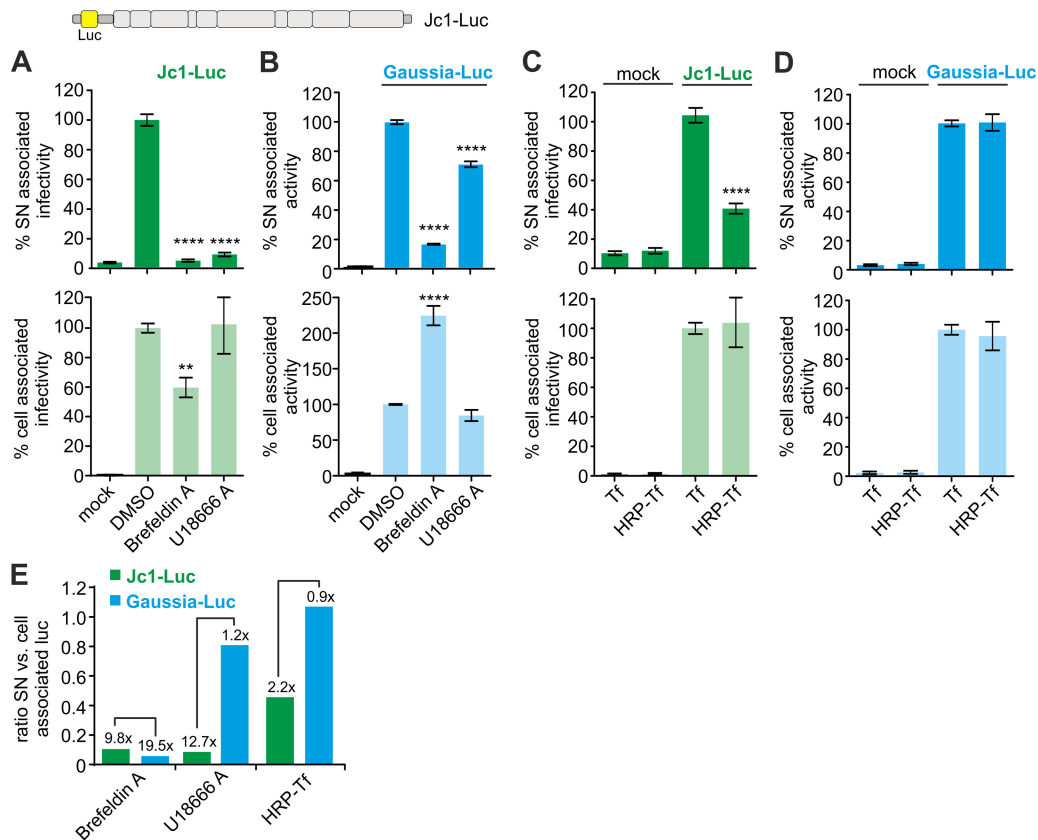 Luc
Jc1-Luc
A
Jc1-Luc
% SN associated
infectivity
120
100
80
60
40
20
0
****
****
% cell associated
infectivity
120
100
80
60
40
20
0
**
mock
DMSO
Brefeldin A
U18666 A
B
Gaussia-Luc
% SN associated
activity
120
100
80
60
40
20
0
****
****
% cell associated
activity
250
200
150
100
50
0
****
mock
DMSO
Brefeldin A
U18666 A
C
mock
Jc1-Luc
% SN associated
infectivity
120
100
80
60
40
20
0
****
% cell associated
infectivity
120
100
80
60
40
20
0
Tf
HRP-Tf
Tf
HRP-Tf
D
mock
Gaussia-Luc
% SN associated
activity
120
100
80
60
40
20
0
% cell associated
activity
120
100
80
60
40
20
0
Tf
HRP-Tf
Tf
HRP-Tf
E
Jc1-Luc
Gaussia-Luc
ratio SN vs. cell
associated luc
1.2
1.0
0.8
0.6
0.4
0.2
0
9.8x
19.5x
12.7x
1.2x
2.2x
0.9x
Brefeldin A
U18666 A
HRP-Tf